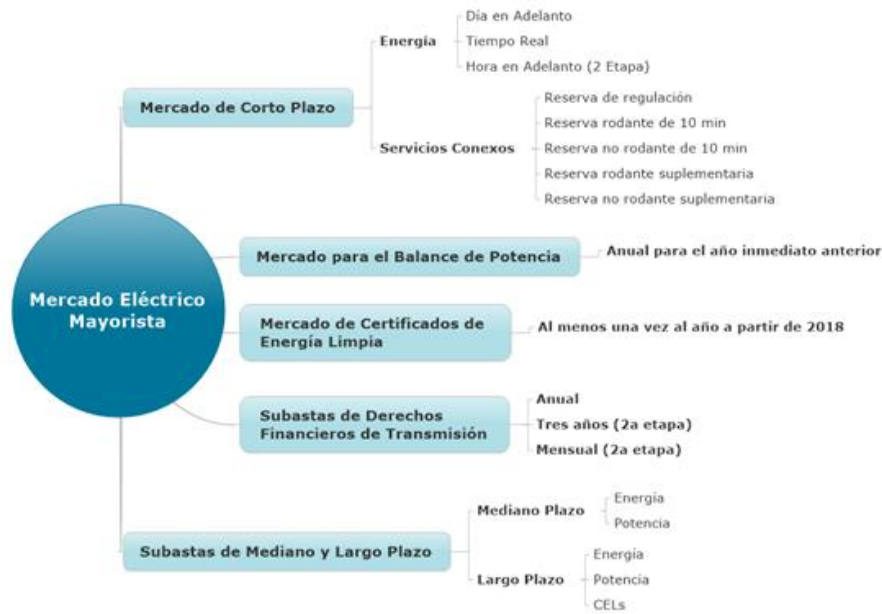 Mercado Eléctrico
Mayorista
Mercado de Corto Plazo
Energía
Día en Adelanto
Tiempo Real
Hora en Adelanto (2 Etapa)
Servicios Conexos
Reserva de regulación
Reserva rodante de 10 min
Reserva no rodante de 10 min
Reserva rodante suplementaria
Reserva no rodante suplementaria
Mercado para el Balance de Potencia
Anual para el año inmediato anterior
Mercado de Certificados de
Energía Limpia
Al menos una vez al año a partir de 2018
Subastas de Derechos
Financieros de Transmisión
Anual
Tres años (2a etapa)
Mensual (2a etapa)
Subastas de Mediano y Largo Plazo
Mediano Plazo
Energía
Potencia
Largo Plazo
Energía
Potencia
CELs